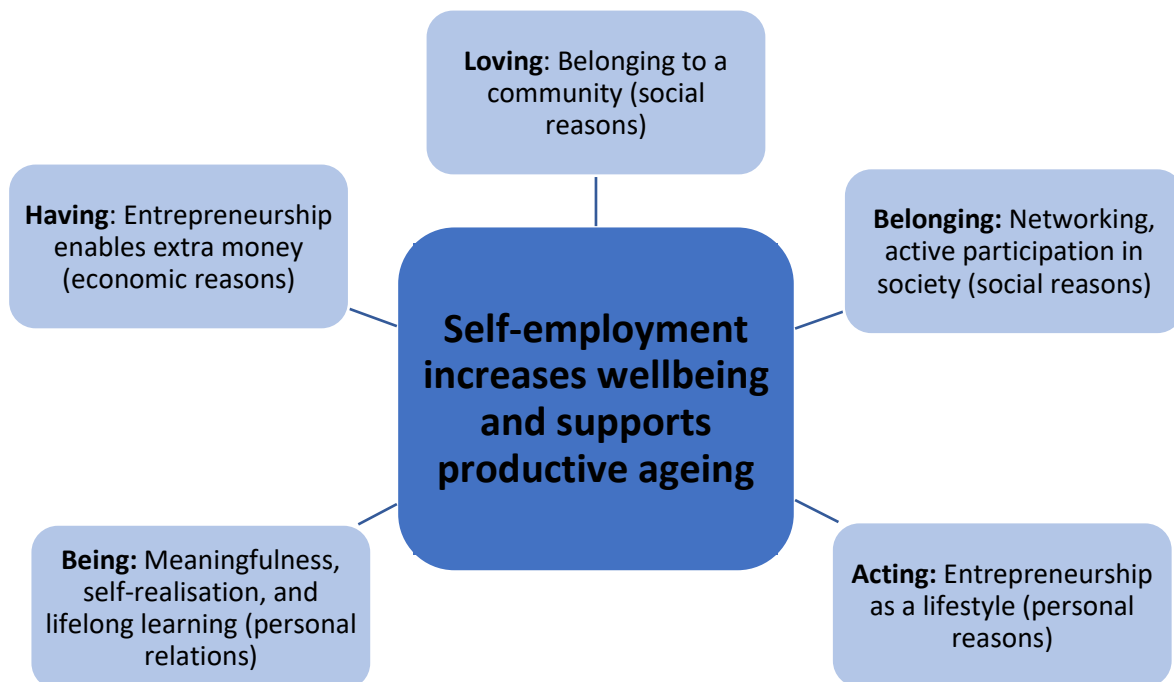 Loving: Belonging to a
community (social
reasons)
Having: Entrepreneurship
enables extra money
(economic reasons)
Belonging: Networking,
active participation in
society (social reasons)
Self-employment
increases wellbeing
and supports
productive ageing
Being: Meaningfulness,
self-realisation, and
lifelong learning (personal
relations)
Acting: Entrepreneurship
as a lifestyle (personal
reasons)